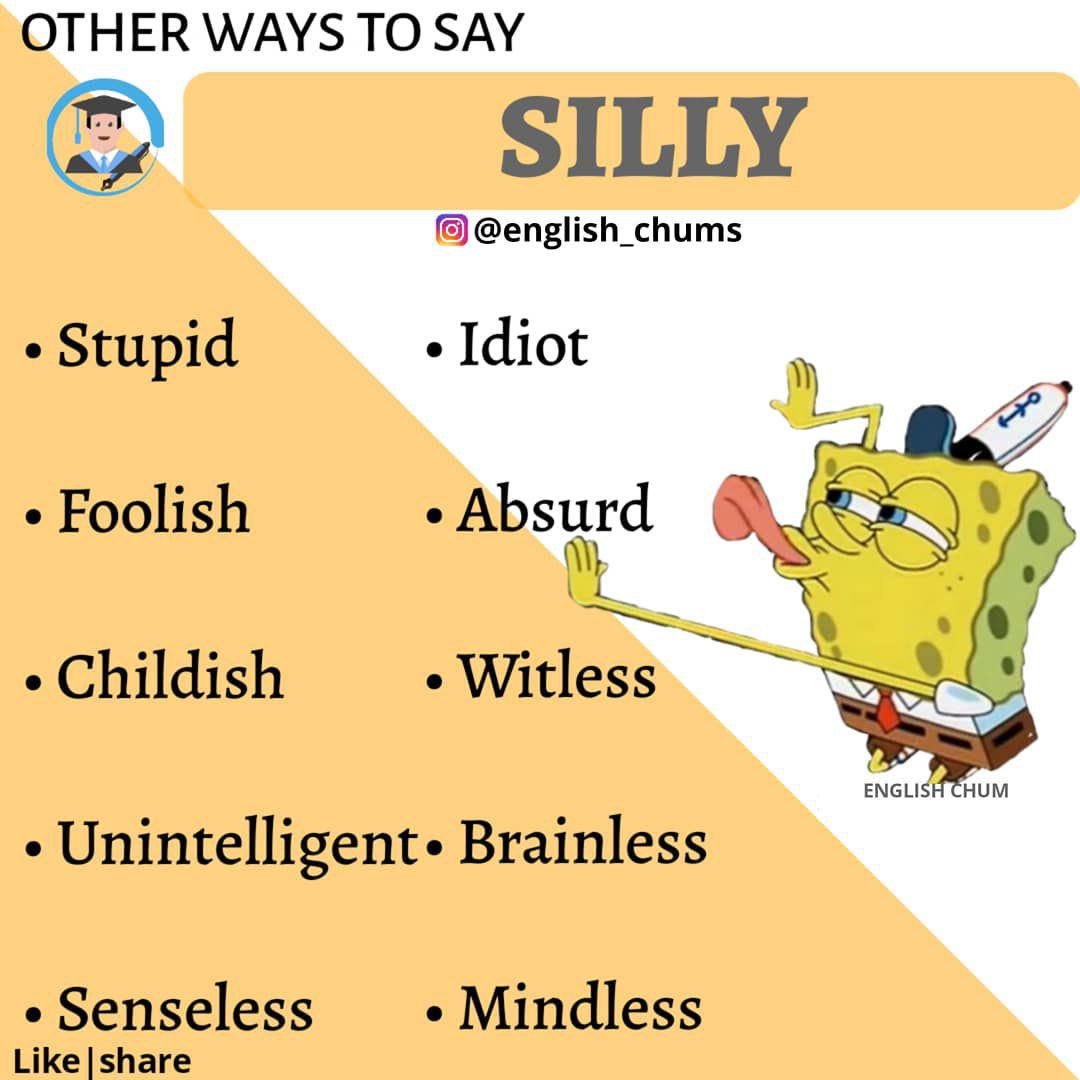 OTHER WAYS TO SAY
SILLY
@english_chums
• Stupid
• Foolish
• Childish
• Unintelligent
• Senseless
• Idiot
• Absurd
• Witless
• Brainless
• Mindless
ENGLISH CHUM
Like|share